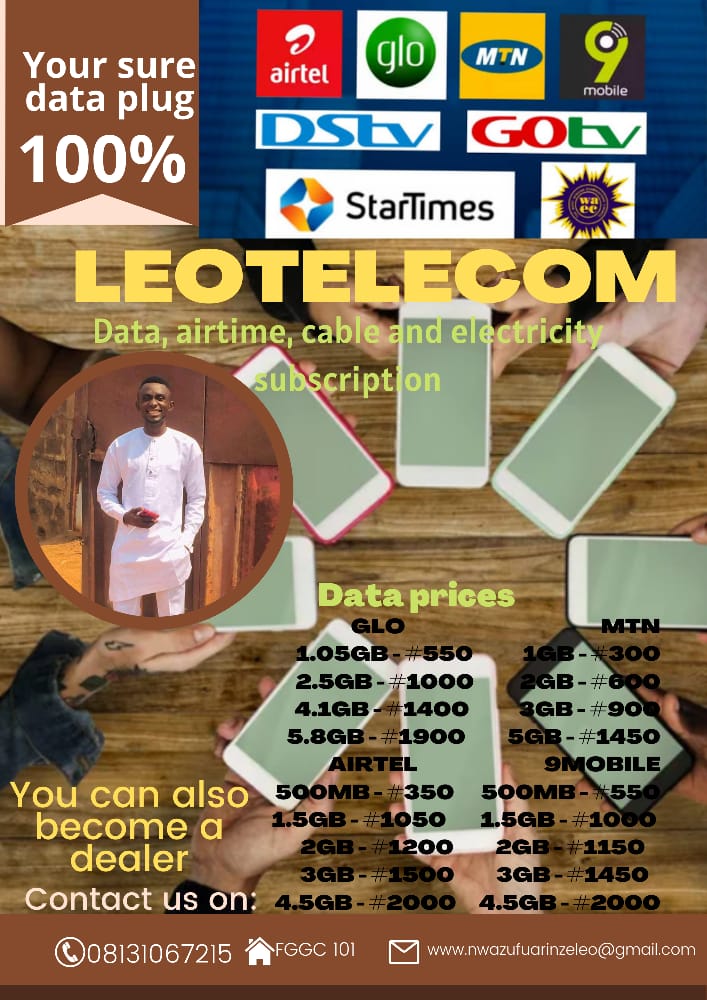 Your sure
data plug
100%
airtel
glo
MTN
9
mobile
DStv
GOtv
StarTimes
waec
LEOTELECOM
Data, airtime, cable and electricity
subscription
Data prices
GLO
1.05GB - #550
2.5GB - #1000
4.1GB - #1400
5.8GB - #1900
MTN
1GB - #300
2GB - #600
3GB - #900
5GB - #1450
AIRTEL
500MB - #350
1.5GB - #1050
2GB - #1200
3GB - #1500
4.5GB - #2000
9MOBILE
500MB - #550
1.5GB - #1000
2GB - #1150
3GB - #1450
4.5GB - #2000
You can also
become a
dealer
Contact us on:
08131067215
FGGC 101
www.nwazufuarinzeleo@gmail.com